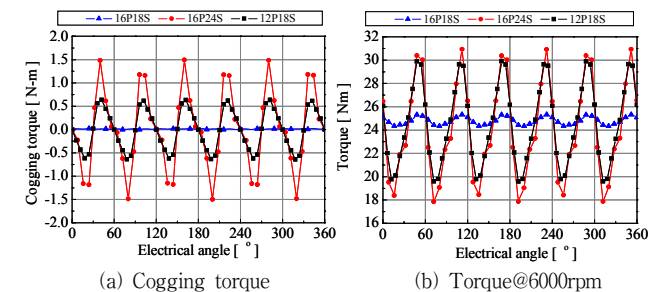 16P18S 16P24S 12P18S
2.0
1.5
1.0
0.5
0.0
-0.5
-1.0
-1.5
-2.0
Cogging torque [ N-m ]
0 60 120 180 240 300 360
Electrical angle [ ° ]
(a) Cogging torque
16P18S 16P24S 12P18S
32
30
28
26
24
22
20
18
16
Torque [ Nm ]
0 60 120 180 240 300 360
Electrical angle [ ° ]
(b) Torque@6000rpm